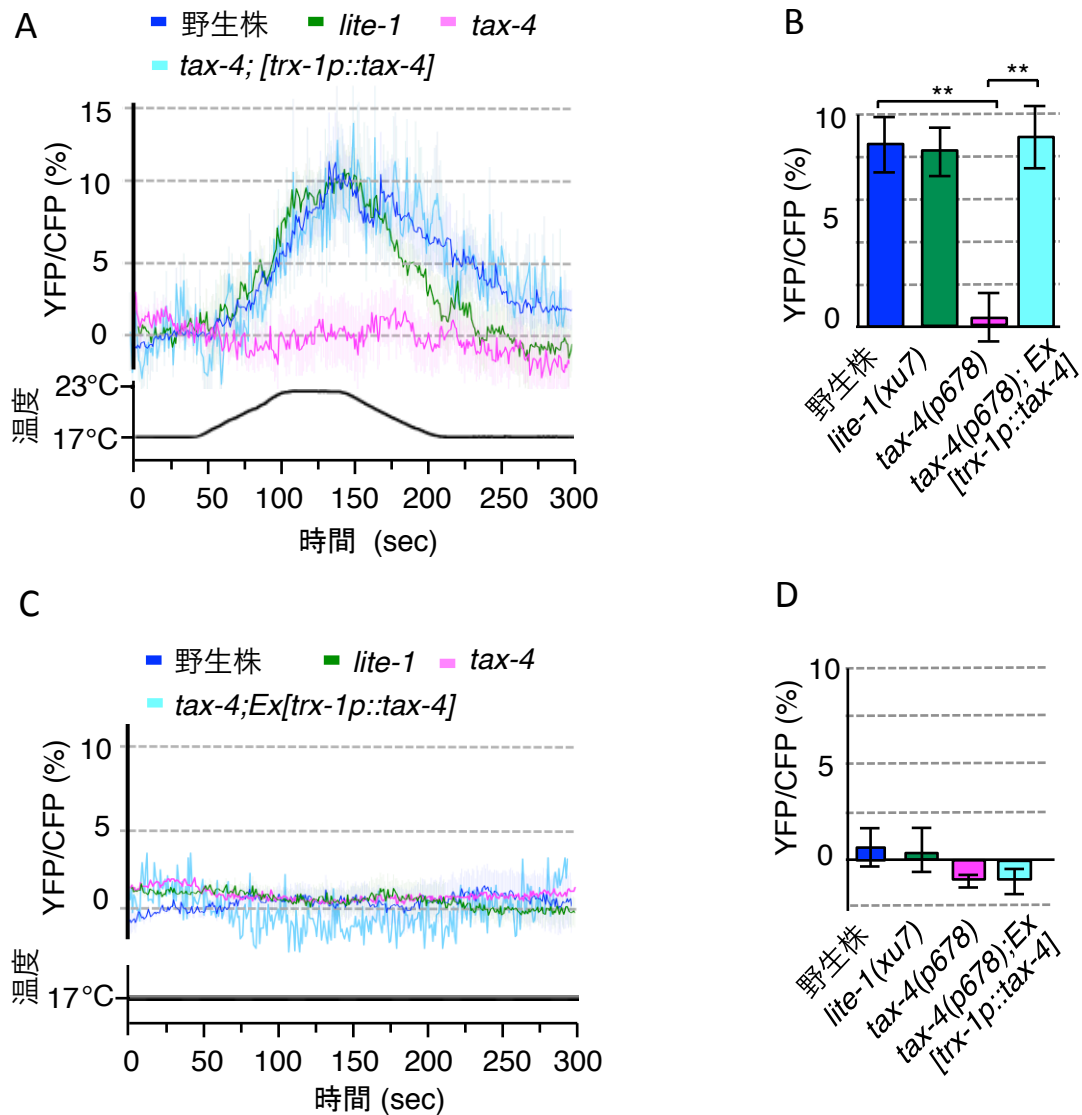 A
野生株 lite-1 tax-4
tax-4; [trx-1p::tax-4]
YFP/CFP (%)
15
10
5
0
温度
23°C
17°C
0 50 100 150 200 250 300
時間 (sec)
B
** **
YFP/CFP (%)
10
5
0
野生株
lite-1(xu7)
tax-4(p678)
tax-4(p678); Ex
[trx-1p::tax-4]
C
野生株 lite-1 tax-4
tax-4;Ex[trx-1p::tax-4]
YFP/CFP (%)
10
5
0
温度
17°C
0 50 100 150 200 250 300
時間 (sec)
D
YFP/CFP (%)
10
5
0
野生株
lite-1(xu7)
tax-4(p678)
tax-4(p678);Ex
[trx-1p::tax-4]